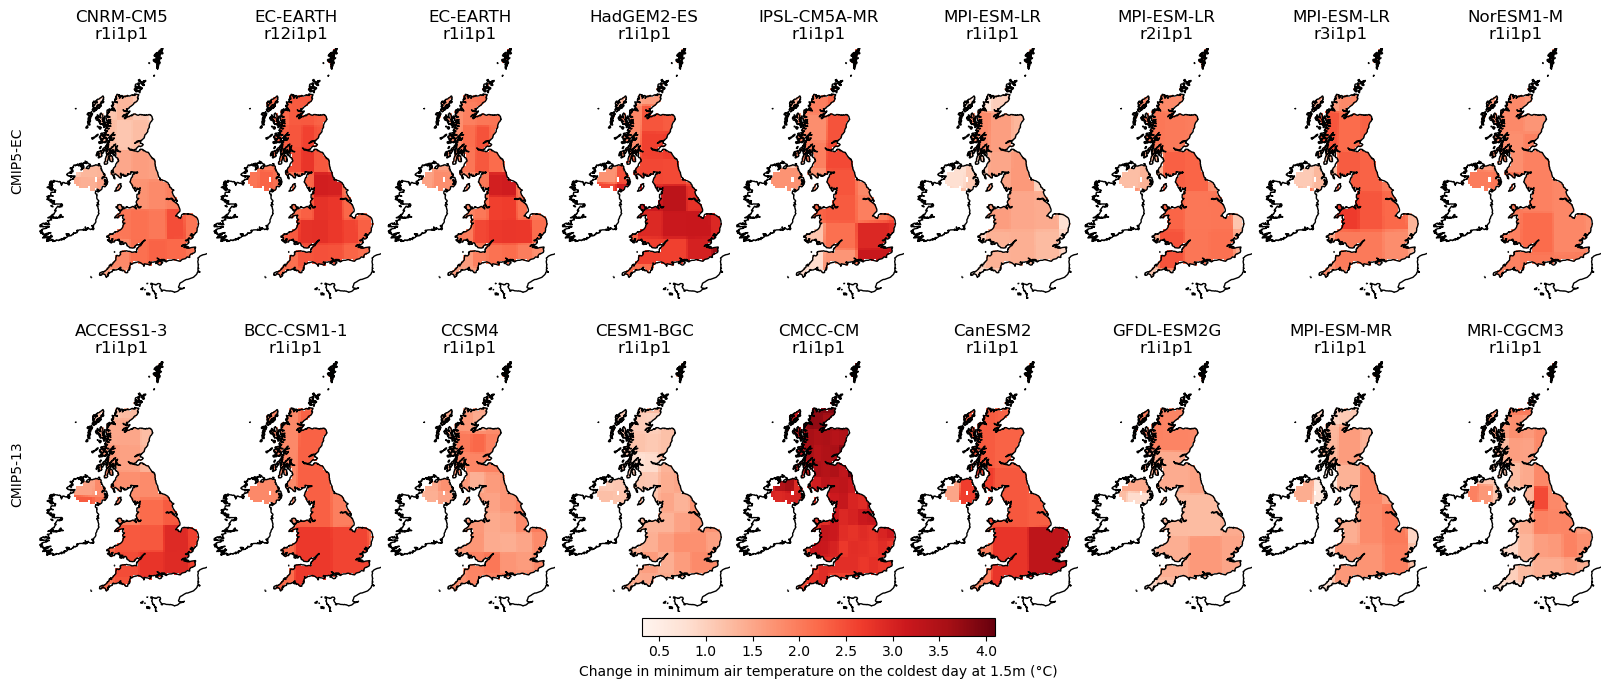 CNRM-CM5
r1i1p1
EC-EARTH
r12i1p1
EC-EARTH
r1i1p1
HadGEM2-ES
r1i1p1
IPSL-CM5A-MR
r1i1p1
MPI-ESM-LR
r1i1p1
MPI-ESM-LR
r2i1p1
MPI-ESM-LR
r3i1p1
NorESM1-M
r1i1p1
CMIP5-EC
ACCESS1-3
r1i1p1
BCC-CSM1-1
r1i1p1
CCSM4
r1i1p1
CESM1-BGC
r1i1p1
CMCC-CM
r1i1p1
CanESM2
r1i1p1
GFDL-ESM2G
r1i1p1
MPI-ESM-MR
r1i1p1
MRI-CGCM3
r1i1p1
CMIP5-13
0.5 1.0 1.5 2.0 2.5 3.0 3.5 4.0
Change in minimum air temperature on the coldest day at 1.5m (°C)